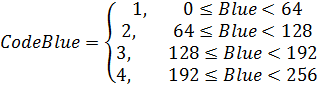 CodeBlue = { 1, 0 ≤ Blue < 64
2, 64 ≤ Blue < 128
3, 128 ≤ Blue < 192
4, 192 ≤ Blue < 256